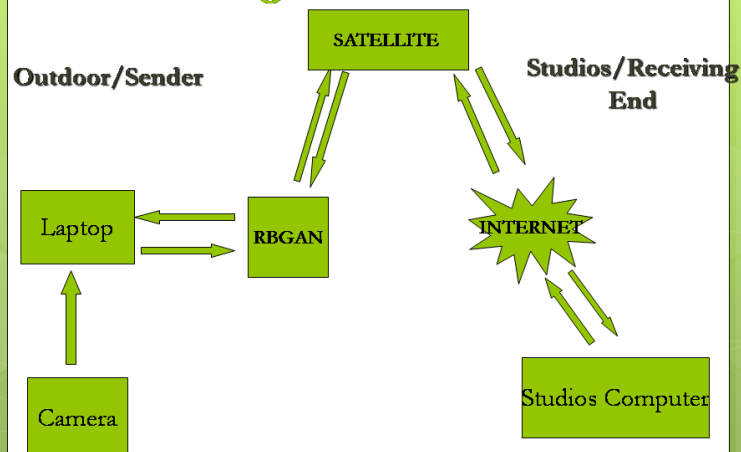 SATELLITE
Outdoor/Sender
Studios/Receiving
End
Laptop
RBGAN
INTERNET
Camera
Studios Computer